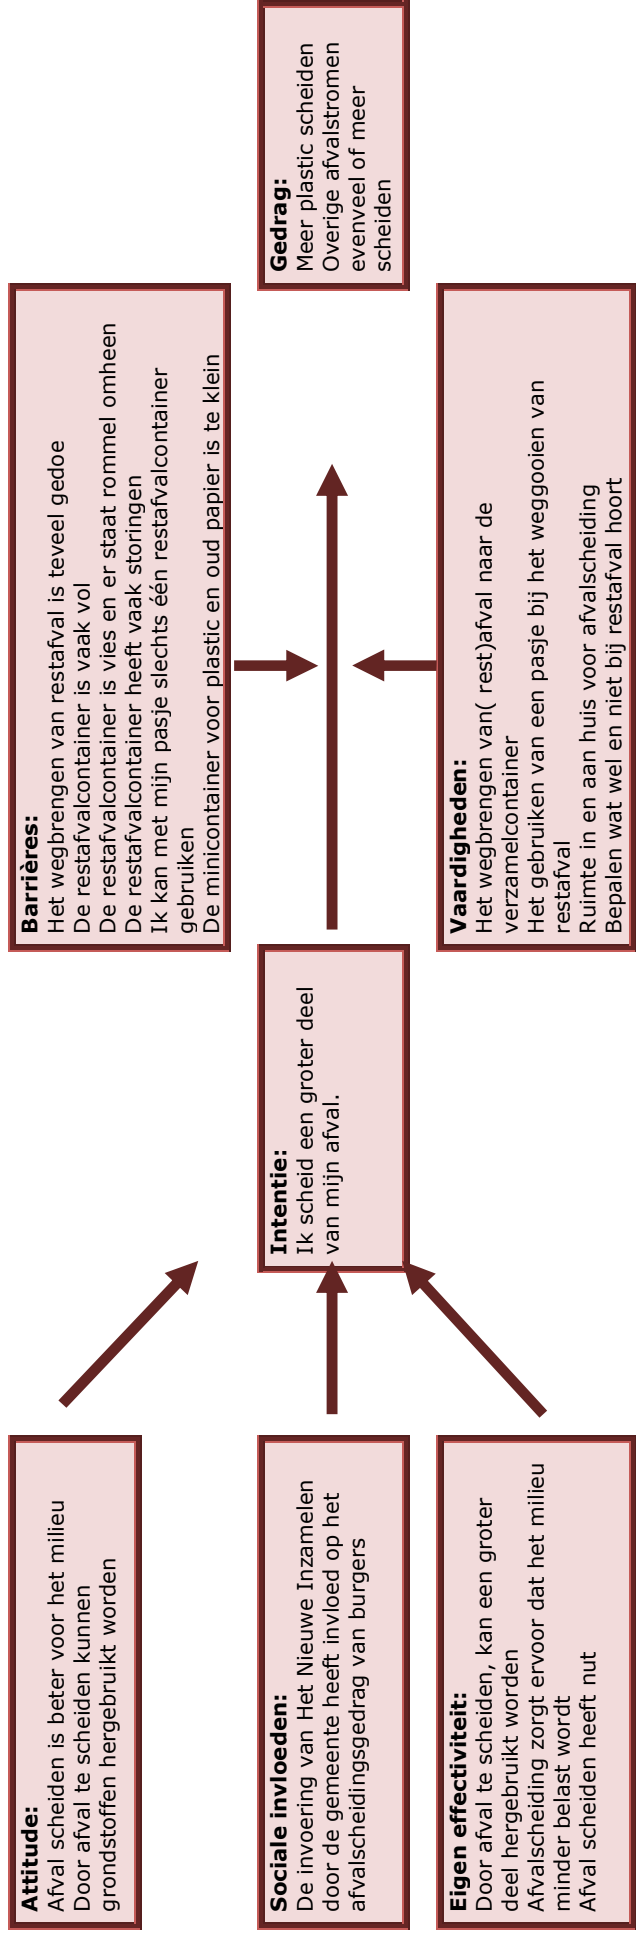 Attitude:
Afval scheiden is beter voor het milieu
Door afval te scheiden kunnen
grondstoffen hergebruikt worden
Sociale invloeden:
De invoering van Het Nieuwe Inzamelen
door de gemeente heeft invloed op het
afvalscheidingsgedrag van burgers
Eigen effectiviteit:
Door afval te scheiden, kan een groter
deel hergebruikt worden
Afvalscheiding zorgt ervoor dat het milieu
minder belast wordt
Afval scheiden heeft nut
Intentie:
Ik scheid een groter deel
van mijn afval.
Barrières:
Het wegbrengen van restafval is teveel gedoe
De restafvalcontainer is vaak vol
De restafvalcontainer is vies en er staat rommel omheen
De restafvalcontainer heeft vaak storingen
Ik kan met mijn pasje slechts één restafvalcontainer
gebruiken
De minicontainer voor plastic en oud papier is te klein
Vaardigheden:
Het wegbrengen van( rest)afval naar de
verzamelcontainer
Het gebruiken van een pasje bij het weggooien van
restafval
Ruimte in en aan huis voor afvalscheiding
Bepalen wat wel en niet bij restafval hoort
Gedrag:
Meer plastic scheiden
Overige afvalstromen
evenveel of meer
scheiden